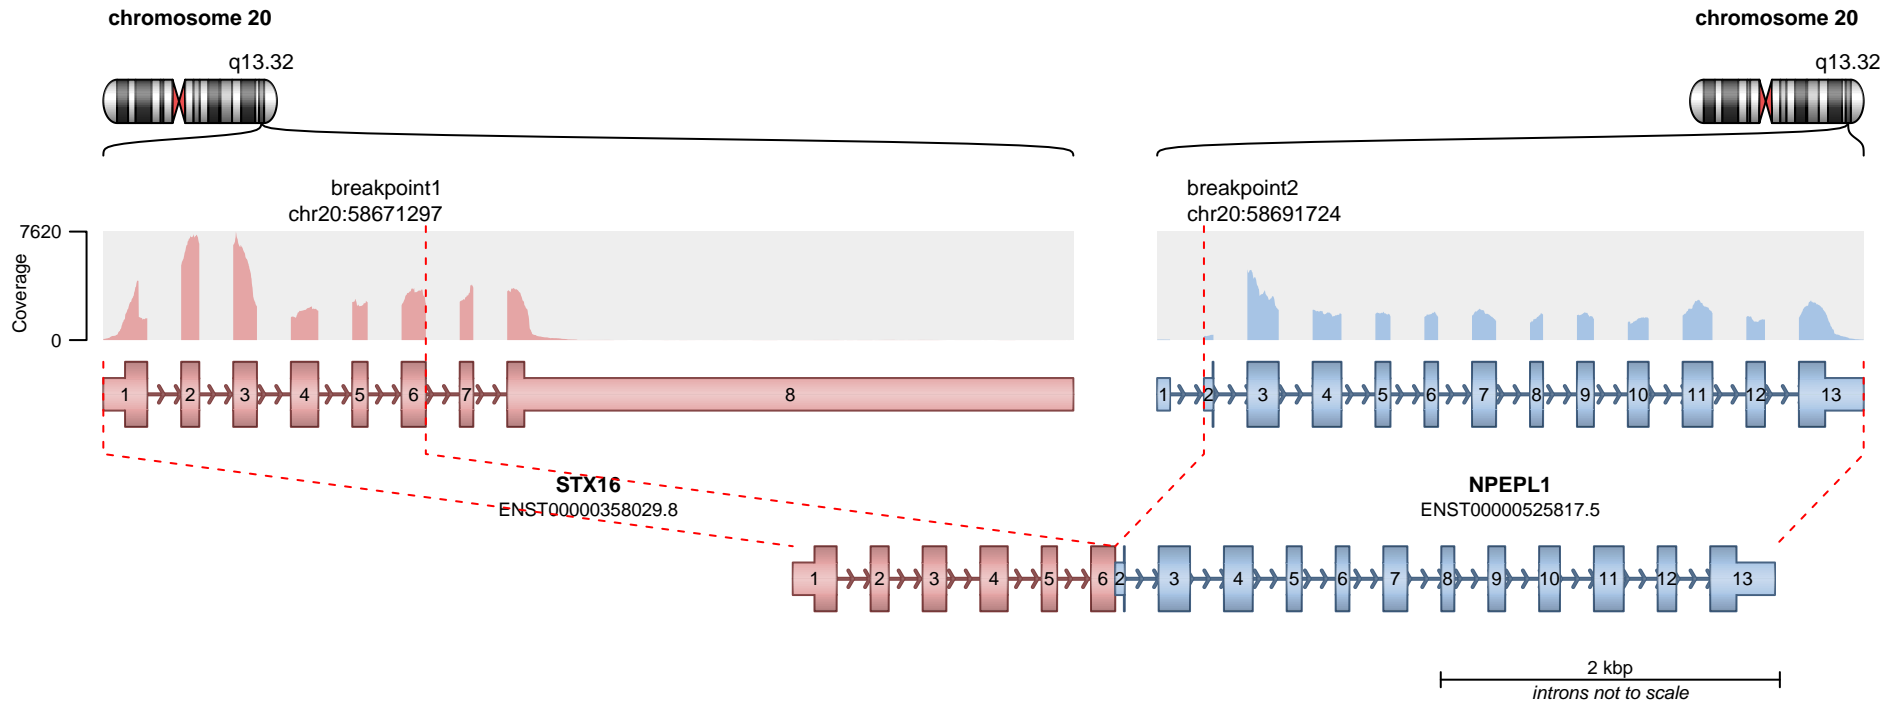 chromosome 20
chromosome 20
q13.32
q13.32
breakpoint1
chr20:58671297
breakpoint2
chr20:58691724
7620
Coverage
0
1 2 3 4 5 6 7 8
1 2 3 4 5 6 7 8 9 10 11 12 13
STX16
ENST00000358029.8
NPEPL1
ENST00000525817.5
1 2 3 4 5 6 2 3 4 5 6 7 8 9 10 11 12 13
2 kbp
introns not to scale